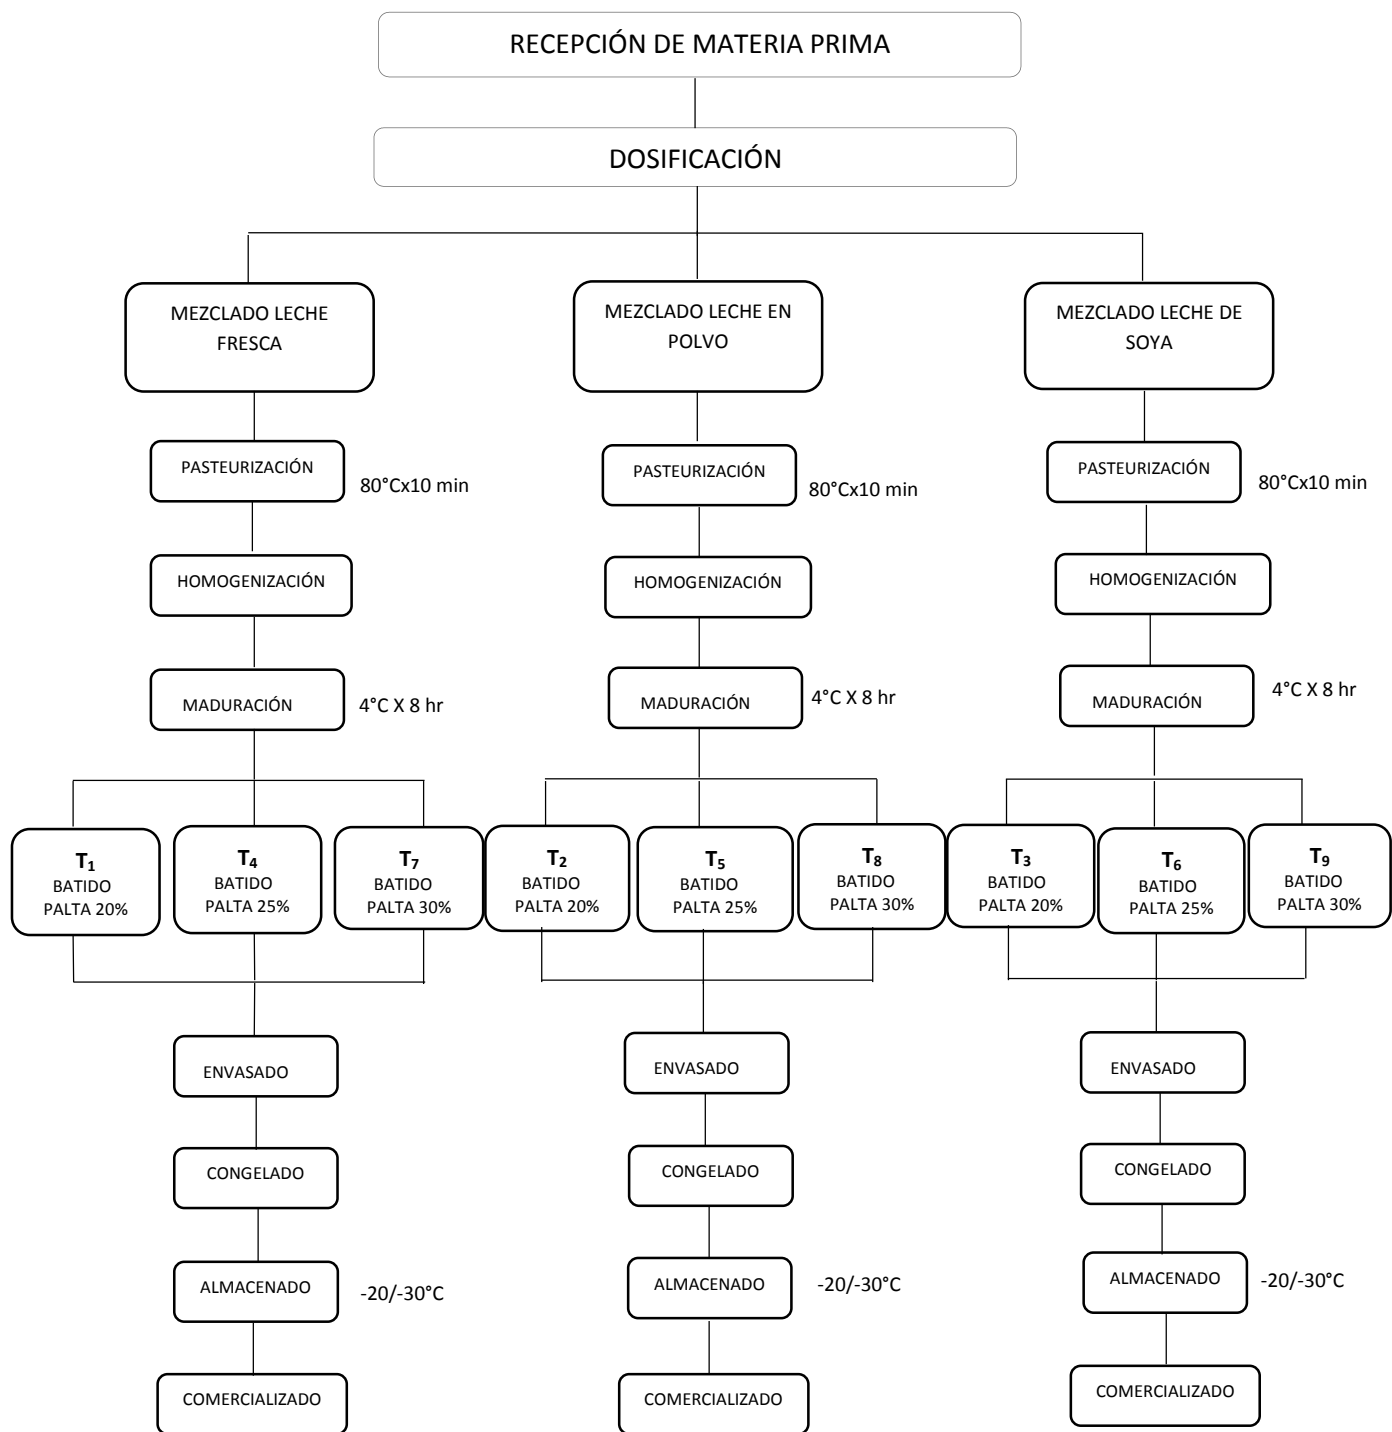 RECEPCIÓN DE MATERIA PRIMA
DOSIFICACIÓN
MEZCLADO LECHE
FRESCA
MEZCLADO LECHE EN
POLVO
MEZCLADO LECHE DE
SOYA
PASTEURIZACIÓN
80°Cx10 min
PASTEURIZACIÓN
80°Cx10 min
PASTEURIZACIÓN
80°Cx10 min
HOMOGENIZACIÓN
HOMOGENIZACIÓN
HOMOGENIZACIÓN
MADURACIÓN
4°C X 8 hr
MADURACIÓN
4°C X 8 hr
MADURACIÓN
4°C X 8 hr
T₁
BATIDO
PALTA 20%
T₄
BATIDO
PALTA 25%
T₇
BATIDO
PALTA 30%
T₂
BATIDO
PALTA 20%
T₅
BATIDO
PALTA 25%
T₈
BATIDO
PALTA 30%
T₃
BATIDO
PALTA 20%
T₆
BATIDO
PALTA 25%
T₉
BATIDO
PALTA 30%
ENVASADO
ENVASADO
ENVASADO
CONGELADO
CONGELADO
CONGELADO
ALMACENADO
-20/-30°C
ALMACENADO
-20/-30°C
ALMACENADO
-20/-30°C
COMERCIALIZADO
COMERCIALIZADO
COMERCIALIZADO